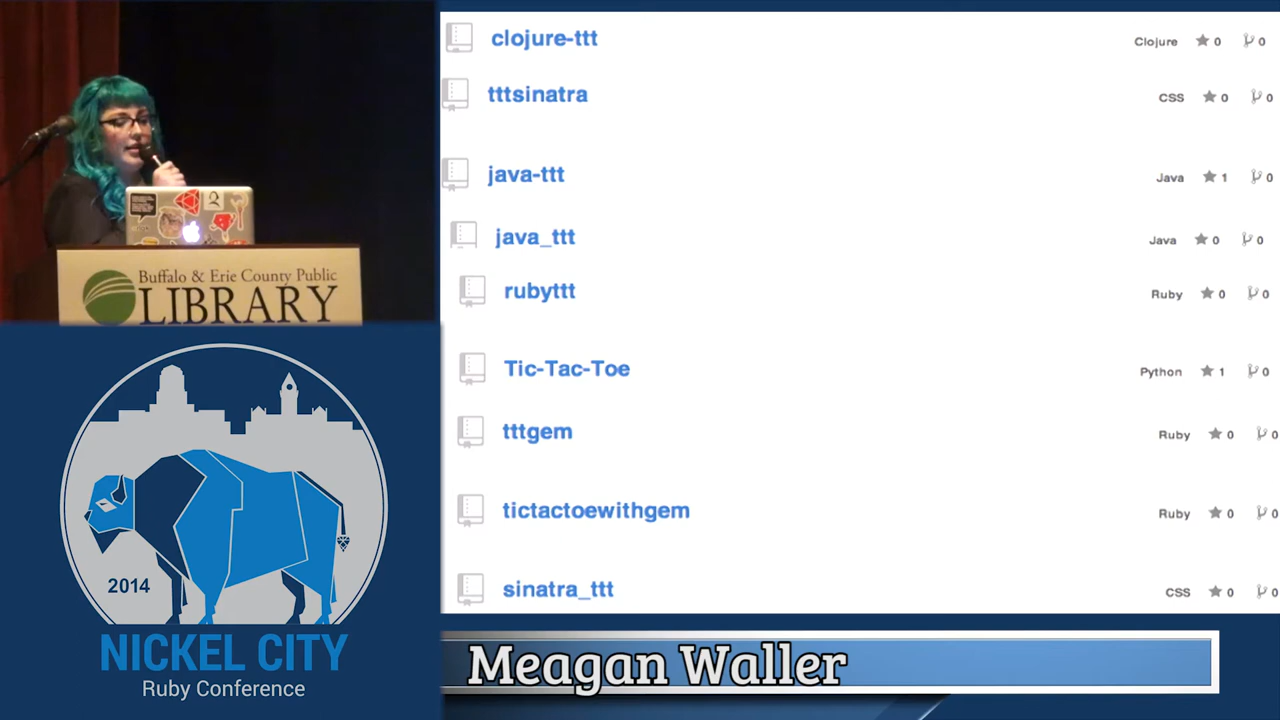 clojure-ttt
Clojure 0 0
tttsinatra
CSS 0 0
java-ttt
Java 1 0
java_ttt
Java 0 0
rubyttt
Ruby 0 0
Tic-Tac-Toe
Python 1 0
tttgem
Ruby 0 0
tictactoewithgem
Ruby 0 0
sinatra_ttt
CSS 0 0
Buffalo & Erie County Public
LIBRARY
2014
NICKEL CITY
Ruby Conference
Meagan Waller